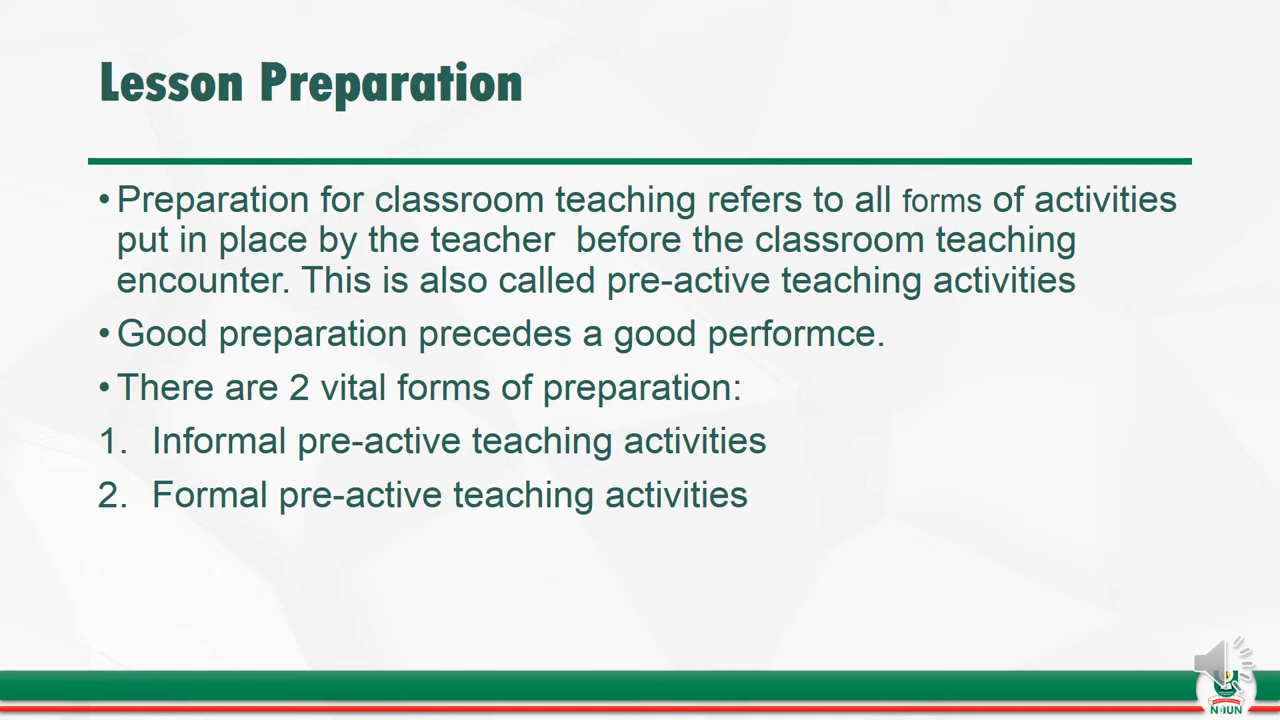 Lesson Preparation
• Preparation for classroom teaching refers to all forms of activities
put in place by the teacher  before the classroom teaching
encounter. This is also called pre-active teaching activities
• Good preparation precedes a good performce.
• There are 2 vital forms of preparation:
1. Informal pre-active teaching activities
2. Formal pre-active teaching activities